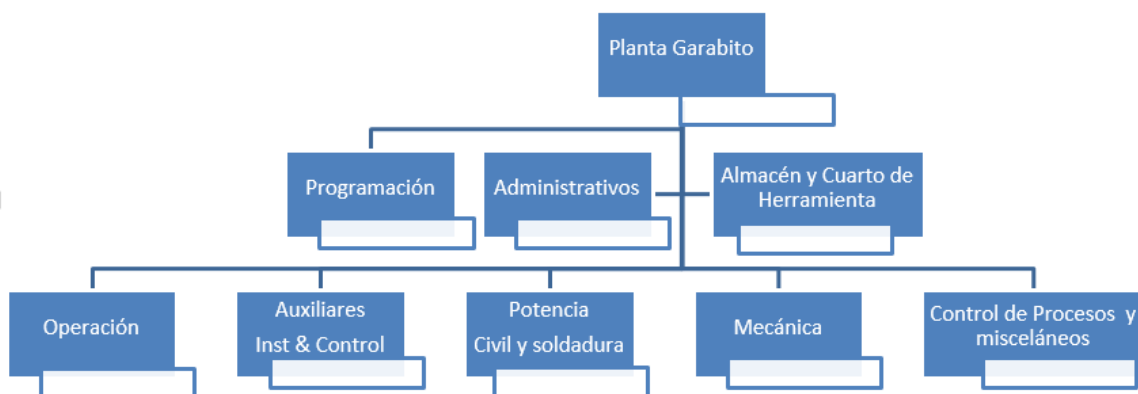 Planta Garabito
Programación
Administrativos
Almacén y Cuarto de
Herramienta
Operación
Auxiliares
Inst & Control
Potencia
Civil y soldadura
Mecánica
Control de Procesos y
misceláneos